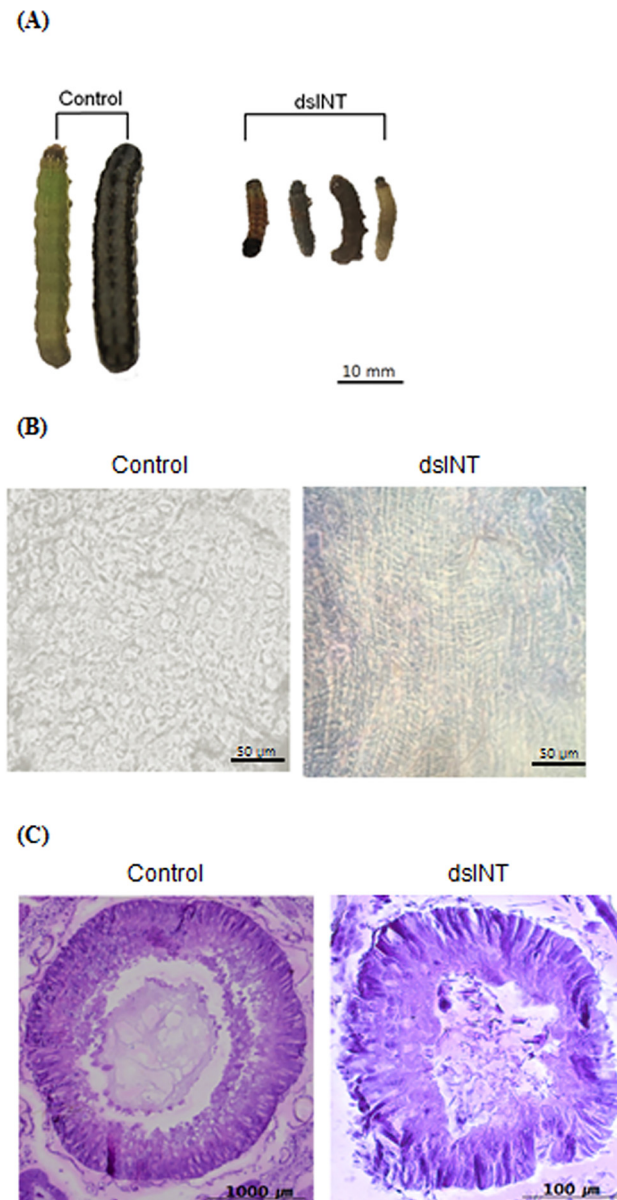 (A)
Control
dsINT
10 mm
(B)
Control
dsINT
50 μm
50 μm
(C)
Control
dsINT
1000 ㎛
100 ㎛